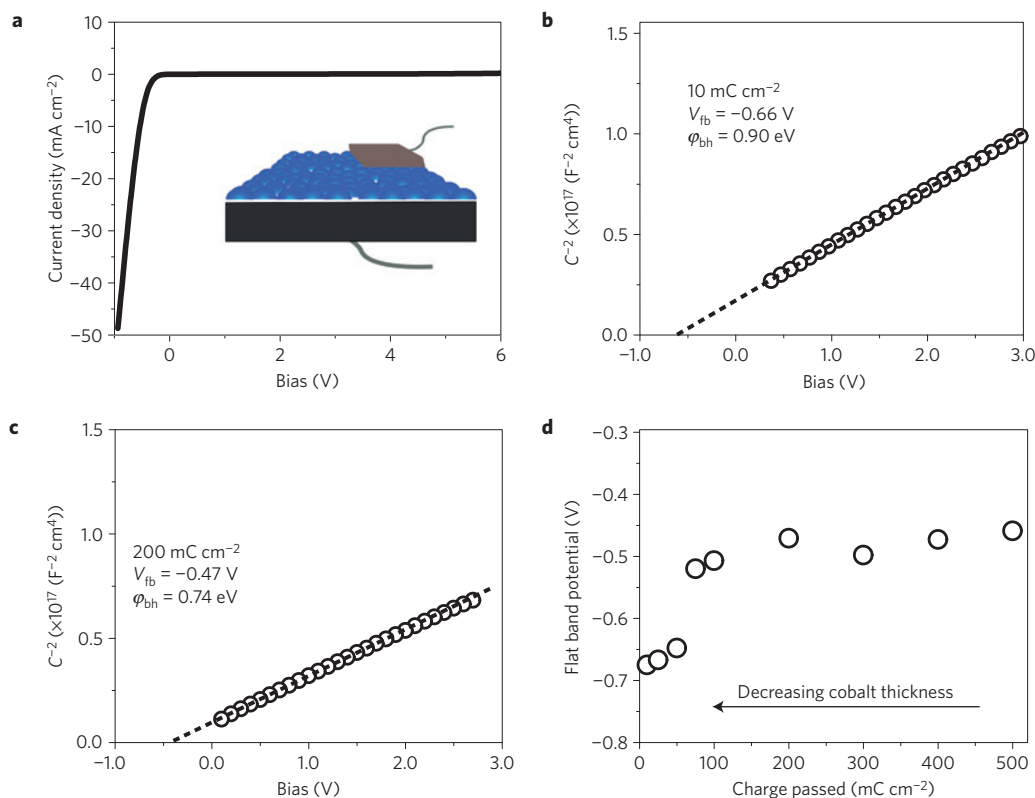 a
10
0
−10
−20
−30
−40
−50
0
2
4
6
Current density (mA cm⁻²)
Bias (V)
b
1.5
1.0
0.5
0.0
−1.0
0.0
1.0
2.0
3.0
C⁻² (×10¹⁷ (F⁻² cm⁴))
Bias (V)
10 mC cm⁻²
V_fb = −0.66 V
φ_bh = 0.90 eV
c
1.5
1.0
0.5
0.0
−1.0
0.0
1.0
2.0
3.0
C⁻² (×10¹⁷ (F⁻² cm⁴))
Bias (V)
200 mC cm⁻²
V_fb = −0.47 V
φ_bh = 0.74 eV
d
−0.3
−0.4
−0.5
−0.6
−0.7
−0.8
0
100
200
300
400
500
Flat band potential (V)
Charge passed (mC cm⁻²)
Decreasing cobalt thickness